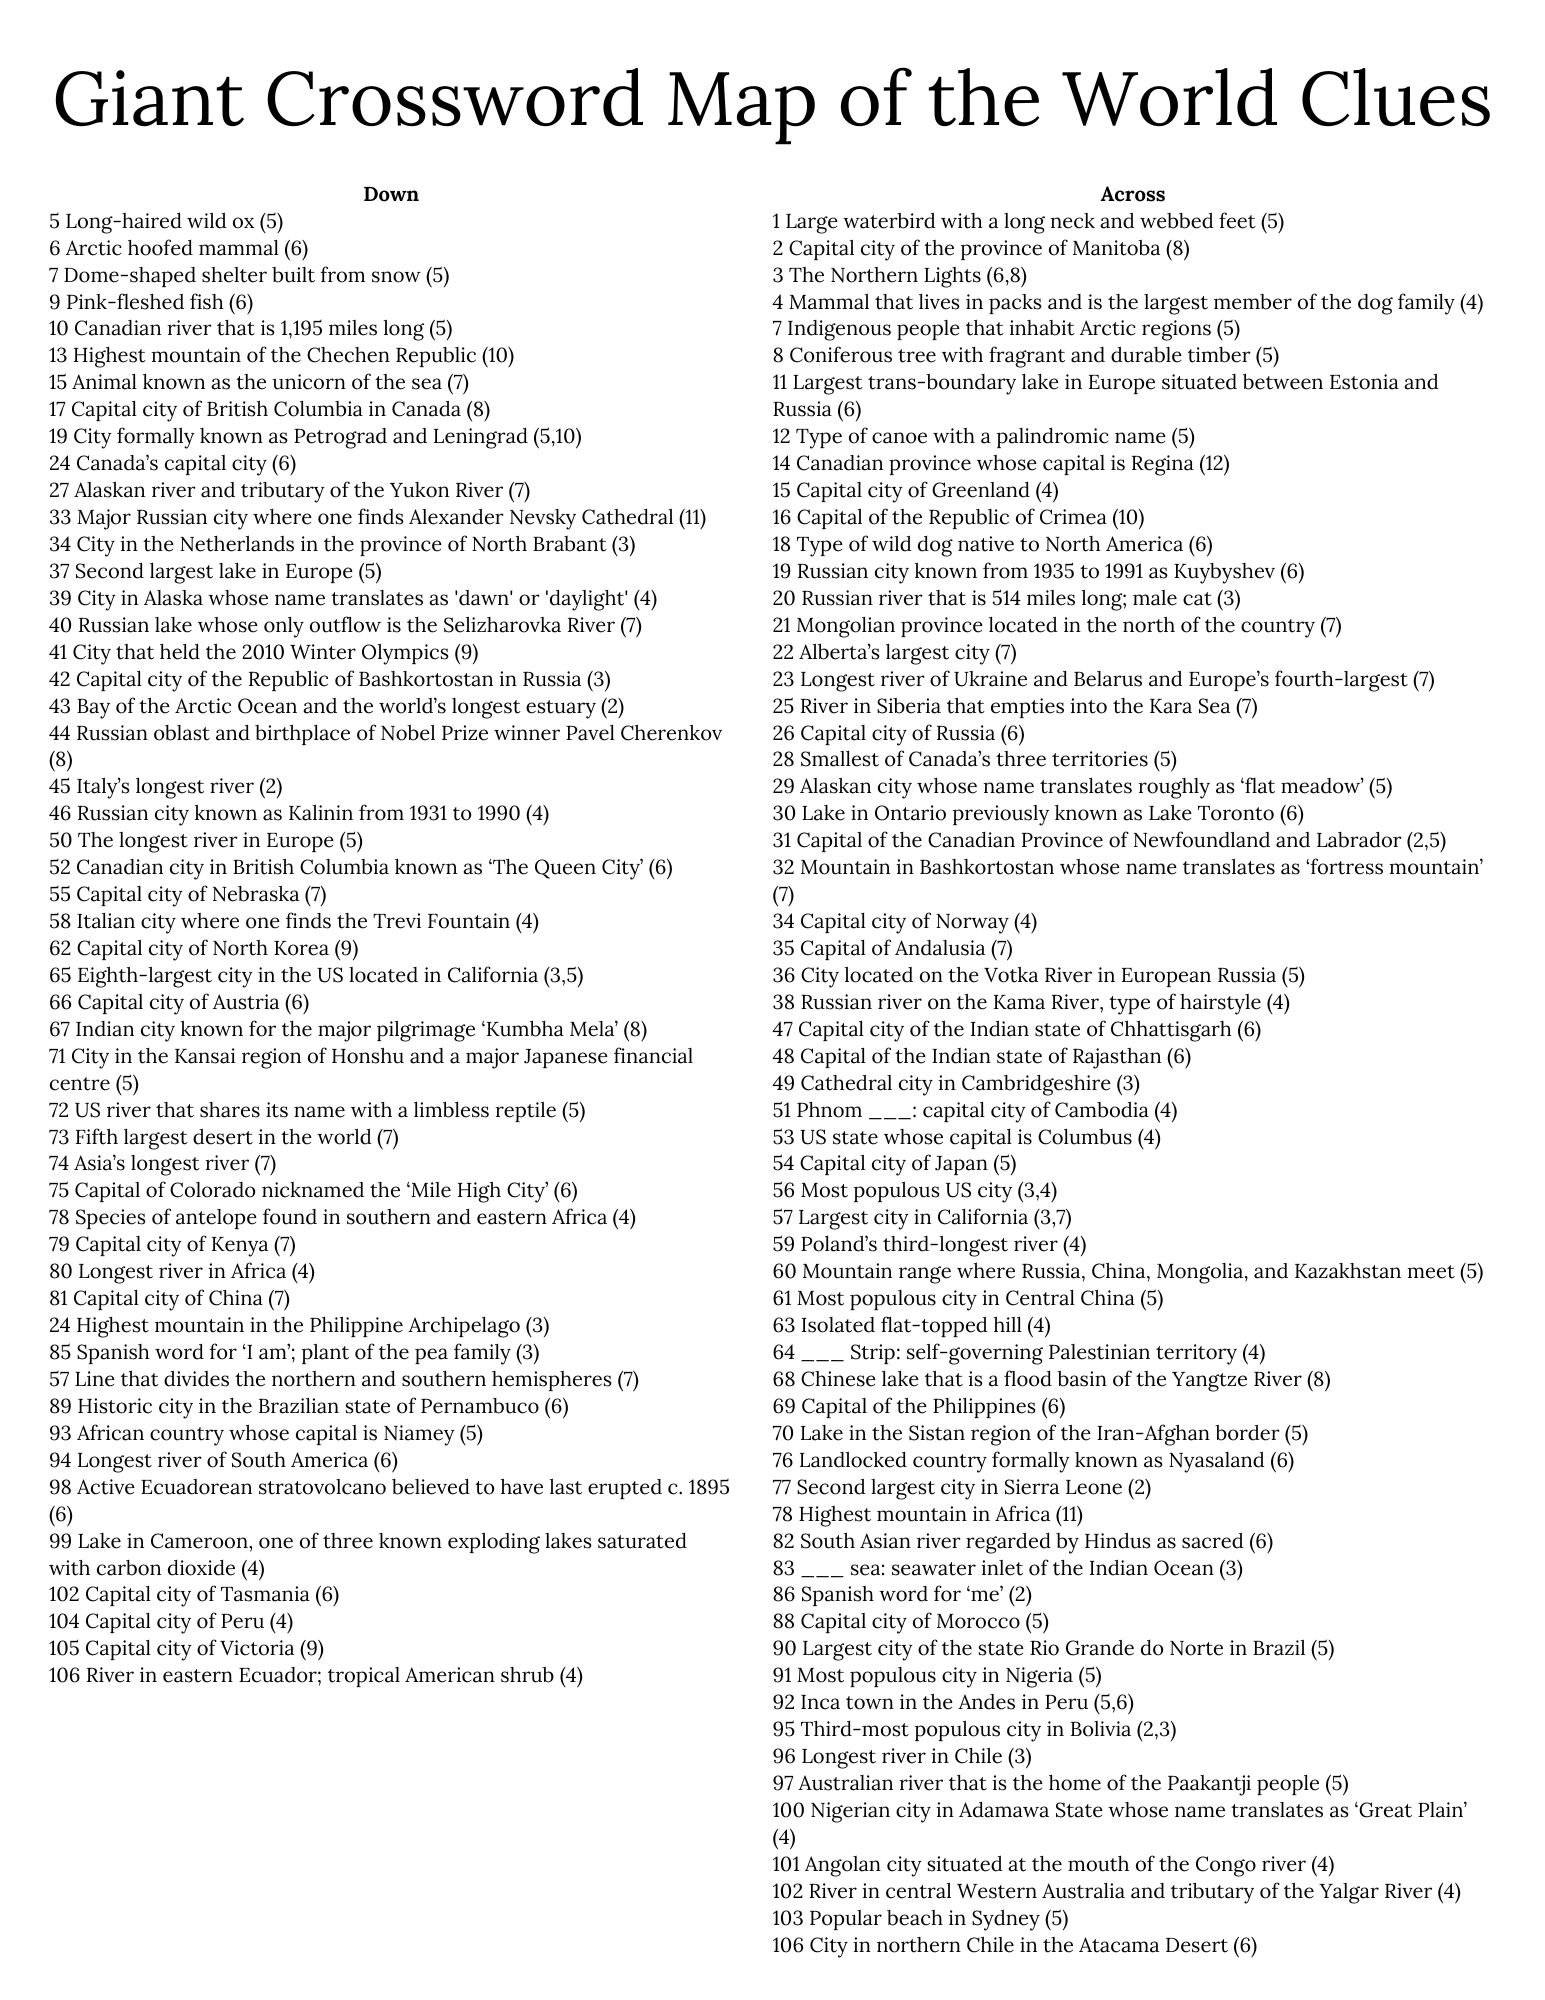 Giant Crossword Map of the World Clues
Down
5 Long-haired wild ox (5)
6 Arctic hoofed mammal (6)
7 Dome-shaped shelter built from snow (5)
9 Pink-fleshed fish (6)
10 Canadian river that is 1,195 miles long (5)
13 Highest mountain of the Chechen Republic (10)
15 Animal known as the unicorn of the sea (7)
17 Capital city of British Columbia in Canada (8)
19 City formally known as Petrograd and Leningrad (5,10)
24 Canada’s capital city (6)
27 Alaskan river and tributary of the Yukon River (7)
33 Major Russian city where one finds Alexander Nevsky Cathedral (11)
34 City in the Netherlands in the province of North Brabant (3)
37 Second largest lake in Europe (5)
39 City in Alaska whose name translates as 'dawn' or 'daylight' (4)
40 Russian lake whose only outflow is the Selizharovka River (7)
41 City that held the 2010 Winter Olympics (9)
42 Capital city of the Republic of Bashkortostan in Russia (3)
43 Bay of the Arctic Ocean and the world’s longest estuary (2)
44 Russian oblast and birthplace of Nobel Prize winner Pavel Cherenkov
(8)
45 Italy’s longest river (2)
46 Russian city known as Kalinin from 1931 to 1990 (4)
50 The longest river in Europe (5)
52 Canadian city in British Columbia known as ‘The Queen City’ (6)
55 Capital city of Nebraska (7)
58 Italian city where one finds the Trevi Fountain (4)
62 Capital city of North Korea (9)
65 Eighth-largest city in the US located in California (3,5)
66 Capital city of Austria (6)
67 Indian city known for the major pilgrimage ‘Kumbha Mela’ (8)
71 City in the Kansai region of Honshu and a major Japanese financial
centre (5)
72 US river that shares its name with a limbless reptile (5)
73 Fifth largest desert in the world (7)
74 Asia’s longest river (7)
75 Capital of Colorado nicknamed the ‘Mile High City’ (6)
78 Species of antelope found in southern and eastern Africa (4)
79 Capital city of Kenya (7)
80 Longest river in Africa (4)
81 Capital city of China (7)
24 Highest mountain in the Philippine Archipelago (3)
85 Spanish word for ‘I am’; plant of the pea family (3)
57 Line that divides the northern and southern hemispheres (7)
89 Historic city in the Brazilian state of Pernambuco (6)
93 African country whose capital is Niamey (5)
94 Longest river of South America (6)
98 Active Ecuadorean stratovolcano believed to have last erupted c. 1895
(6)
99 Lake in Cameroon, one of three known exploding lakes saturated
with carbon dioxide (4)
102 Capital city of Tasmania (6)
104 Capital city of Peru (4)
105 Capital city of Victoria (9)
106 River in eastern Ecuador; tropical American shrub (4)
Across
1 Large waterbird with a long neck and webbed feet (5)
2 Capital city of the province of Manitoba (8)
3 The Northern Lights (6,8)
4 Mammal that lives in packs and is the largest member of the dog family (4)
7 Indigenous people that inhabit Arctic regions (5)
8 Coniferous tree with fragrant and durable timber (5)
11 Largest trans-boundary lake in Europe situated between Estonia and
Russia (6)
12 Type of canoe with a palindromic name (5)
14 Canadian province whose capital is Regina (12)
15 Capital city of Greenland (4)
16 Capital of the Republic of Crimea (10)
18 Type of wild dog native to North America (6)
19 Russian city known from 1935 to 1991 as Kuybyshev (6)
20 Russian river that is 514 miles long; male cat (3)
21 Mongolian province located in the north of the country (7)
22 Alberta’s largest city (7)
23 Longest river of Ukraine and Belarus and Europe’s fourth-largest (7)
25 River in Siberia that empties into the Kara Sea (7)
26 Capital city of Russia (6)
28 Smallest of Canada’s three territories (5)
29 Alaskan city whose name translates roughly as ‘flat meadow’ (5)
30 Lake in Ontario previously known as Lake Toronto (6)
31 Capital of the Canadian Province of Newfoundland and Labrador (2,5)
32 Mountain in Bashkortostan whose name translates as ‘fortress mountain’
(7)
34 Capital city of Norway (4)
35 Capital of Andalusia (7)
36 City located on the Votka River in European Russia (5)
38 Russian river on the Kama River, type of hairstyle (4)
47 Capital city of the Indian state of Chhattisgarh (6)
48 Capital of the Indian state of Rajasthan (6)
49 Cathedral city in Cambridgeshire (3)
51 Phnom ___: capital city of Cambodia (4)
53 US state whose capital is Columbus (4)
54 Capital city of Japan (5)
56 Most populous US city (3,4)
57 Largest city in California (3,7)
59 Poland’s third-longest river (4)
60 Mountain range where Russia, China, Mongolia, and Kazakhstan meet (5)
61 Most populous city in Central China (5)
63 Isolated flat-topped hill (4)
64 ___ Strip: self-governing Palestinian territory (4)
68 Chinese lake that is a flood basin of the Yangtze River (8)
69 Capital of the Philippines (6)
70 Lake in the Sistan region of the Iran-Afghan border (5)
76 Landlocked country formally known as Nyasaland (6)
77 Second largest city in Sierra Leone (2)
78 Highest mountain in Africa (11)
82 South Asian river regarded by Hindus as sacred (6)
83 ___ sea: seawater inlet of the Indian Ocean (3)
86 Spanish word for ‘me’ (2)
88 Capital city of Morocco (5)
90 Largest city of the state Rio Grande do Norte in Brazil (5)
91 Most populous city in Nigeria (5)
92 Inca town in the Andes in Peru (5,6)
95 Third-most populous city in Bolivia (2,3)
96 Longest river in Chile (3)
97 Australian river that is the home of the Paakantji people (5)
100 Nigerian city in Adamawa State whose name translates as ‘Great Plain’
(4)
101 Angolan city situated at the mouth of the Congo river (4)
102 River in central Western Australia and tributary of the Yalgar River (4)
103 Popular beach in Sydney (5)
106 City in northern Chile in the Atacama Desert (6)